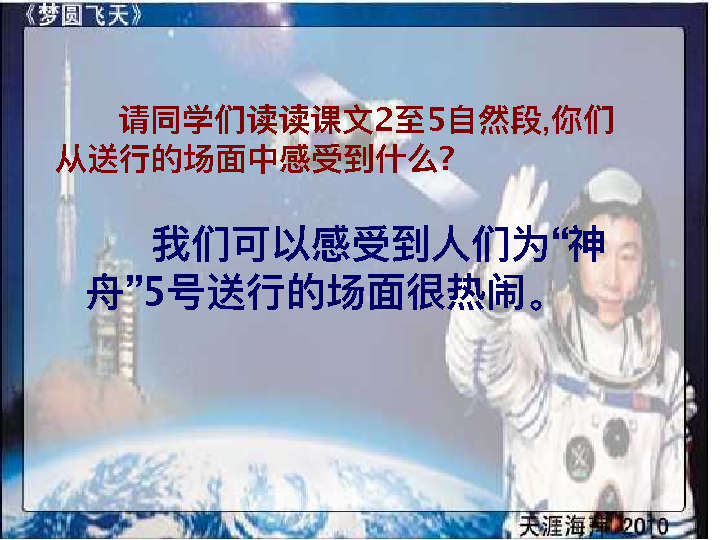 《梦圆飞天》
请同学们读读课文2至5自然段,你们
从送行的场面中感受到什么?
我们可以感受到人们为“神
舟”5号送行的场面很热闹。
天涯海拜 2010